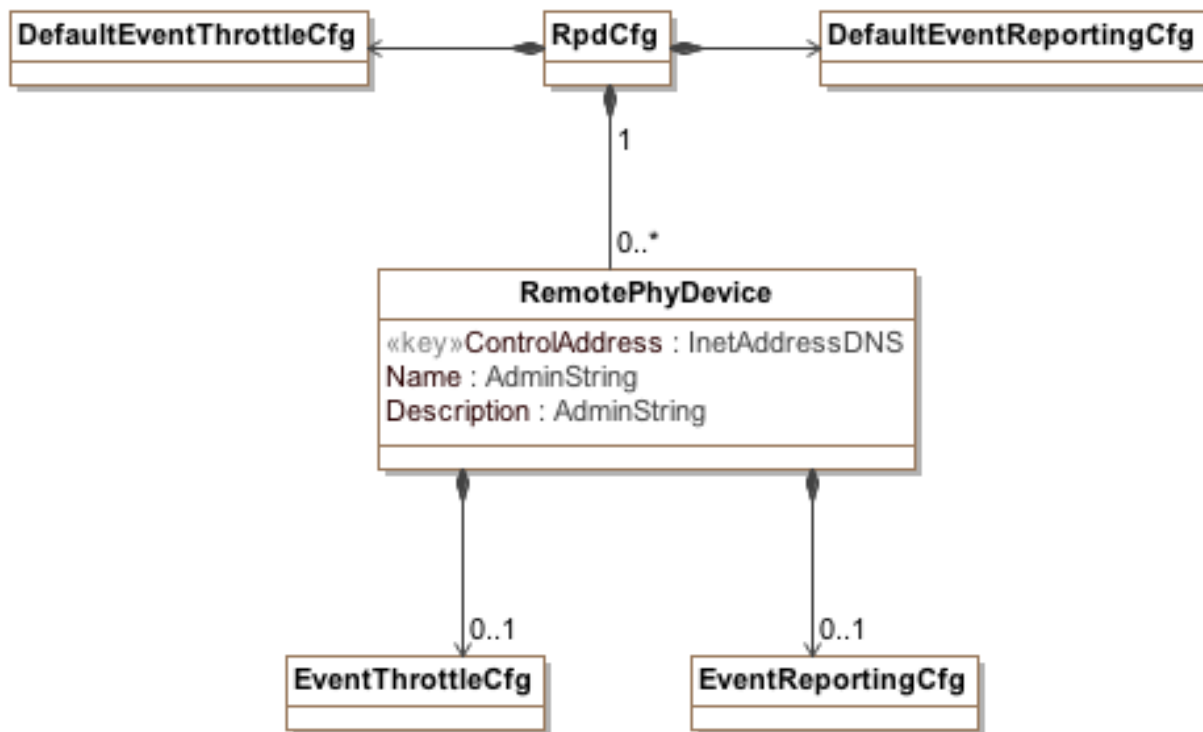 DefaultEventThrottleCfg
RpdCfg
DefaultEventReportingCfg
1
0..*
RemotePhyDevice
«key»ControlAddress : InetAddressDNS
Name : AdminString
Description : AdminString
0..1
0..1
EventThrottleCfg
EventReportingCfg